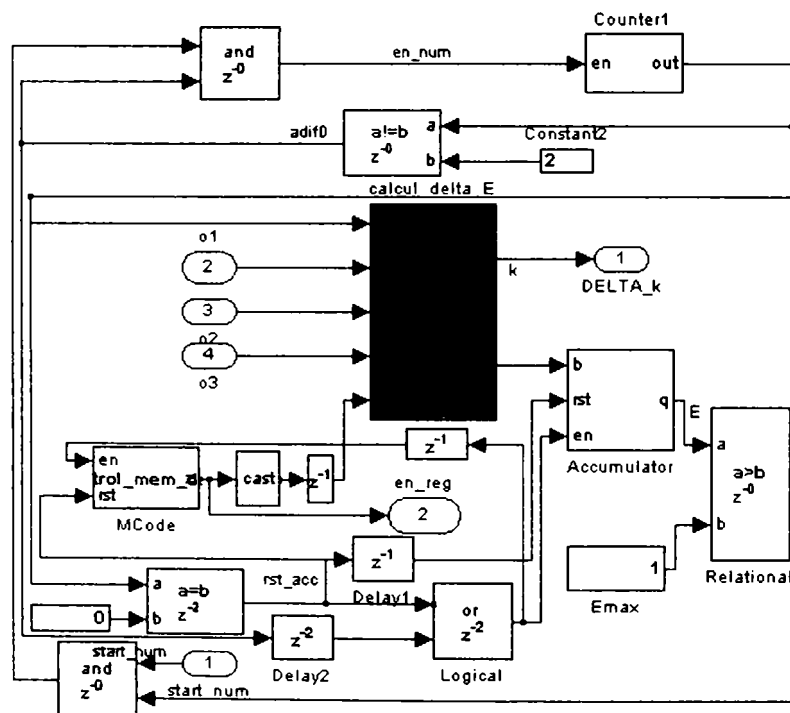 Counter1
and
z⁻⁰
en_num
en out
adif0
a!=b
z⁻⁰
a
b
Constant2
2
calcul_delta_E
o1
2
3
o2
4
o3
k
1
DELTA_k
b
rst
en
q
Accumulator
E
a
b
a>b
z⁻⁰
Relational
z⁻¹
en
trol_mem_
rst
MCode
cast
z⁻¹
en_reg
2
1
Emax
a
b
a=b
rst_acc
z⁻¹
Delay1
0
z⁻²
Delay2
or
z⁻²
Logical
start_num
1
and
z⁻⁰
start_num